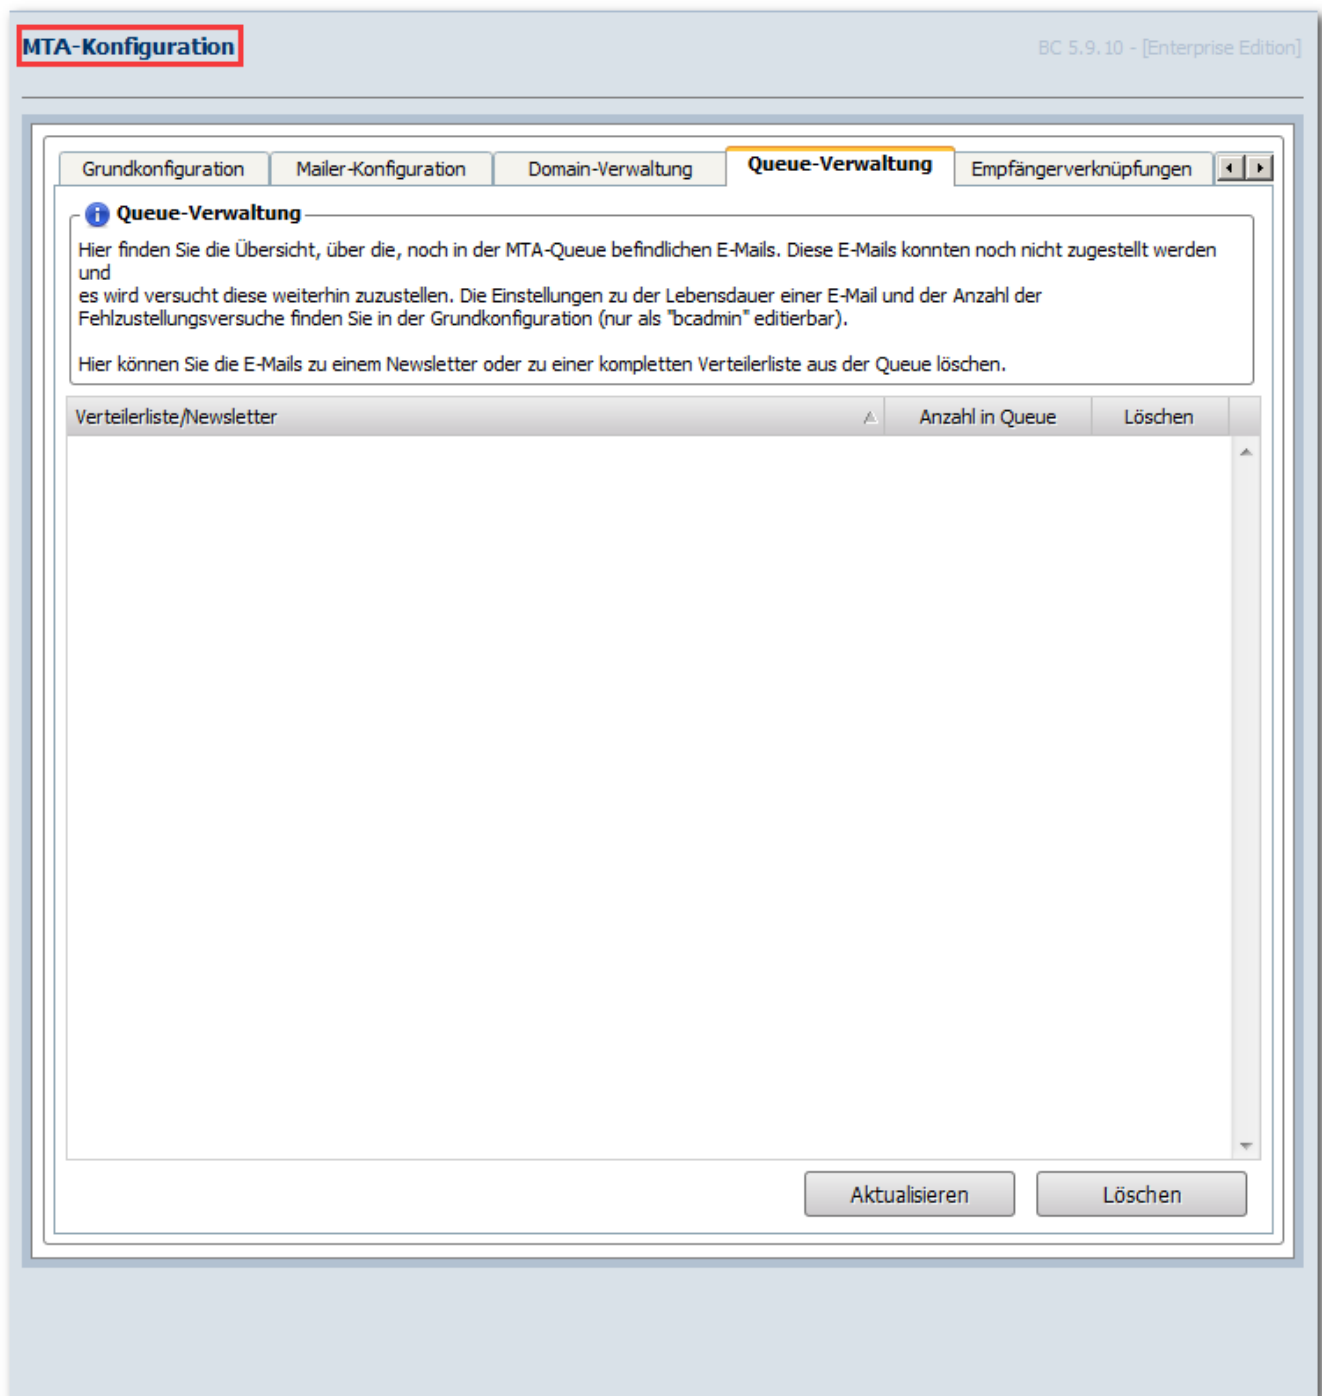 MTA-Konfiguration
BC 5.9.10 - [Enterprise Edition]
Grundkonfiguration
Mailer-Konfiguration
Domain-Verwaltung
Queue-Verwaltung
Empfängerverknüpfungen
Queue-Verwaltung
Hier finden Sie die Übersicht, über die, noch in der MTA-Queue befindlichen E-Mails. Diese E-Mails konnten noch nicht zugestellt werden
und
es wird versucht diese weiterhin zuzustellen. Die Einstellungen zu der Lebensdauer einer E-Mail und der Anzahl der
Fehlzustellungsversuche finden Sie in der Grundkonfiguration (nur als "bcadmin" editierbar).
Hier können Sie die E-Mails zu einem Newsletter oder zu einer kompletten Verteilerliste aus der Queue löschen.
Verteilerliste/Newsletter
Anzahl in Queue
Löschen
Aktualisieren
Löschen